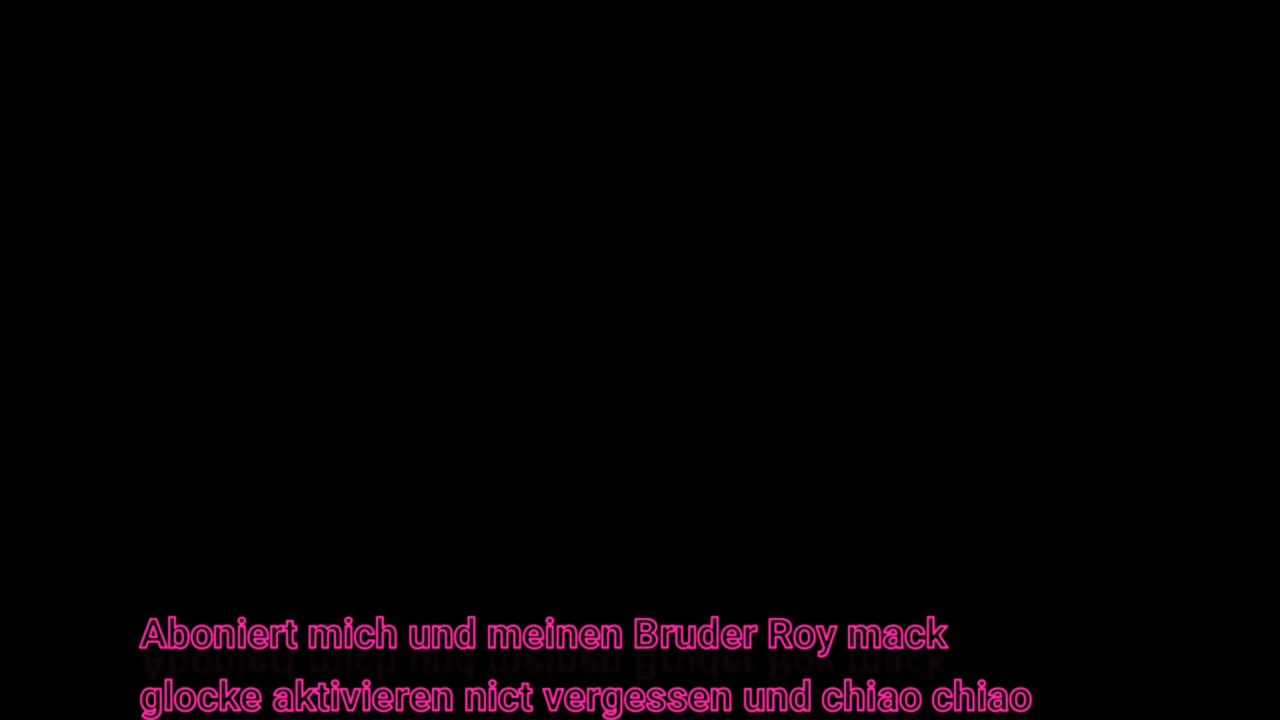 Aboniert mich und meinen Bruder Roy mack
glocke aktivieren nict vergessen und chiao chiao